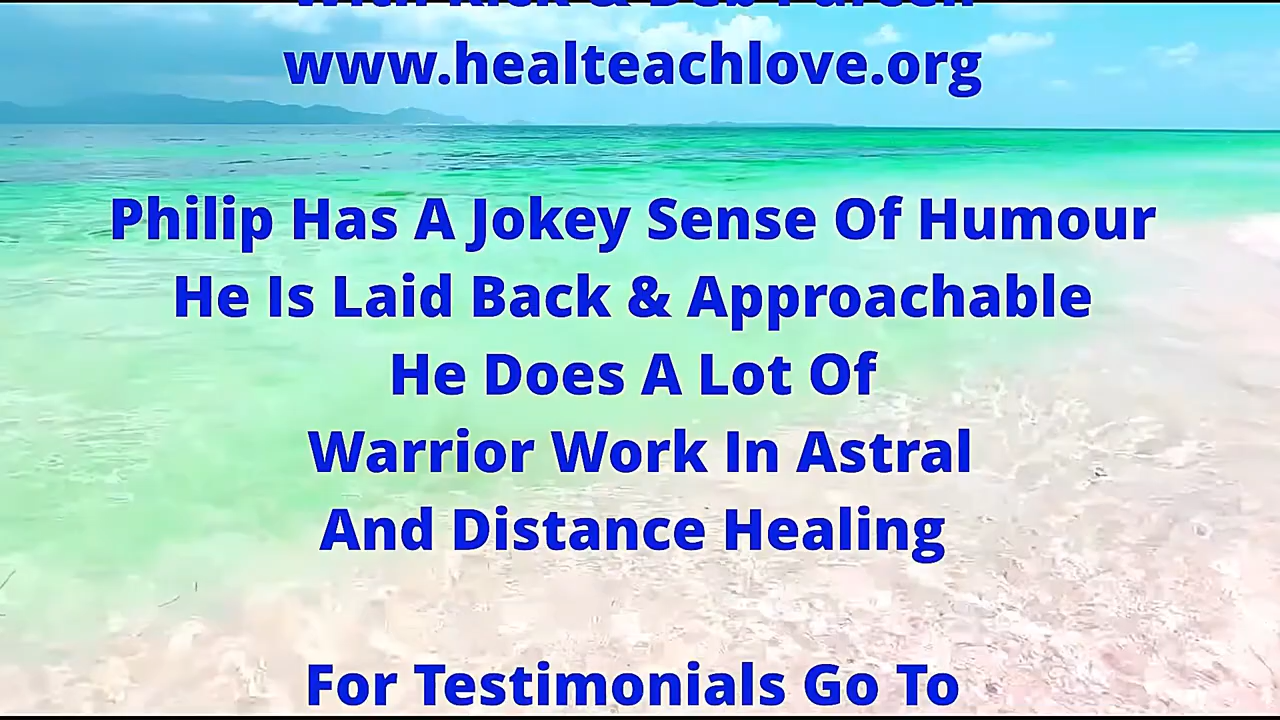 www.healteachlove.org
Philip Has A Jokey Sense Of Humour
He Is Laid Back & Approachable
He Does A Lot Of
Warrior Work In Astral
And Distance Healing
For Testimonials Go To